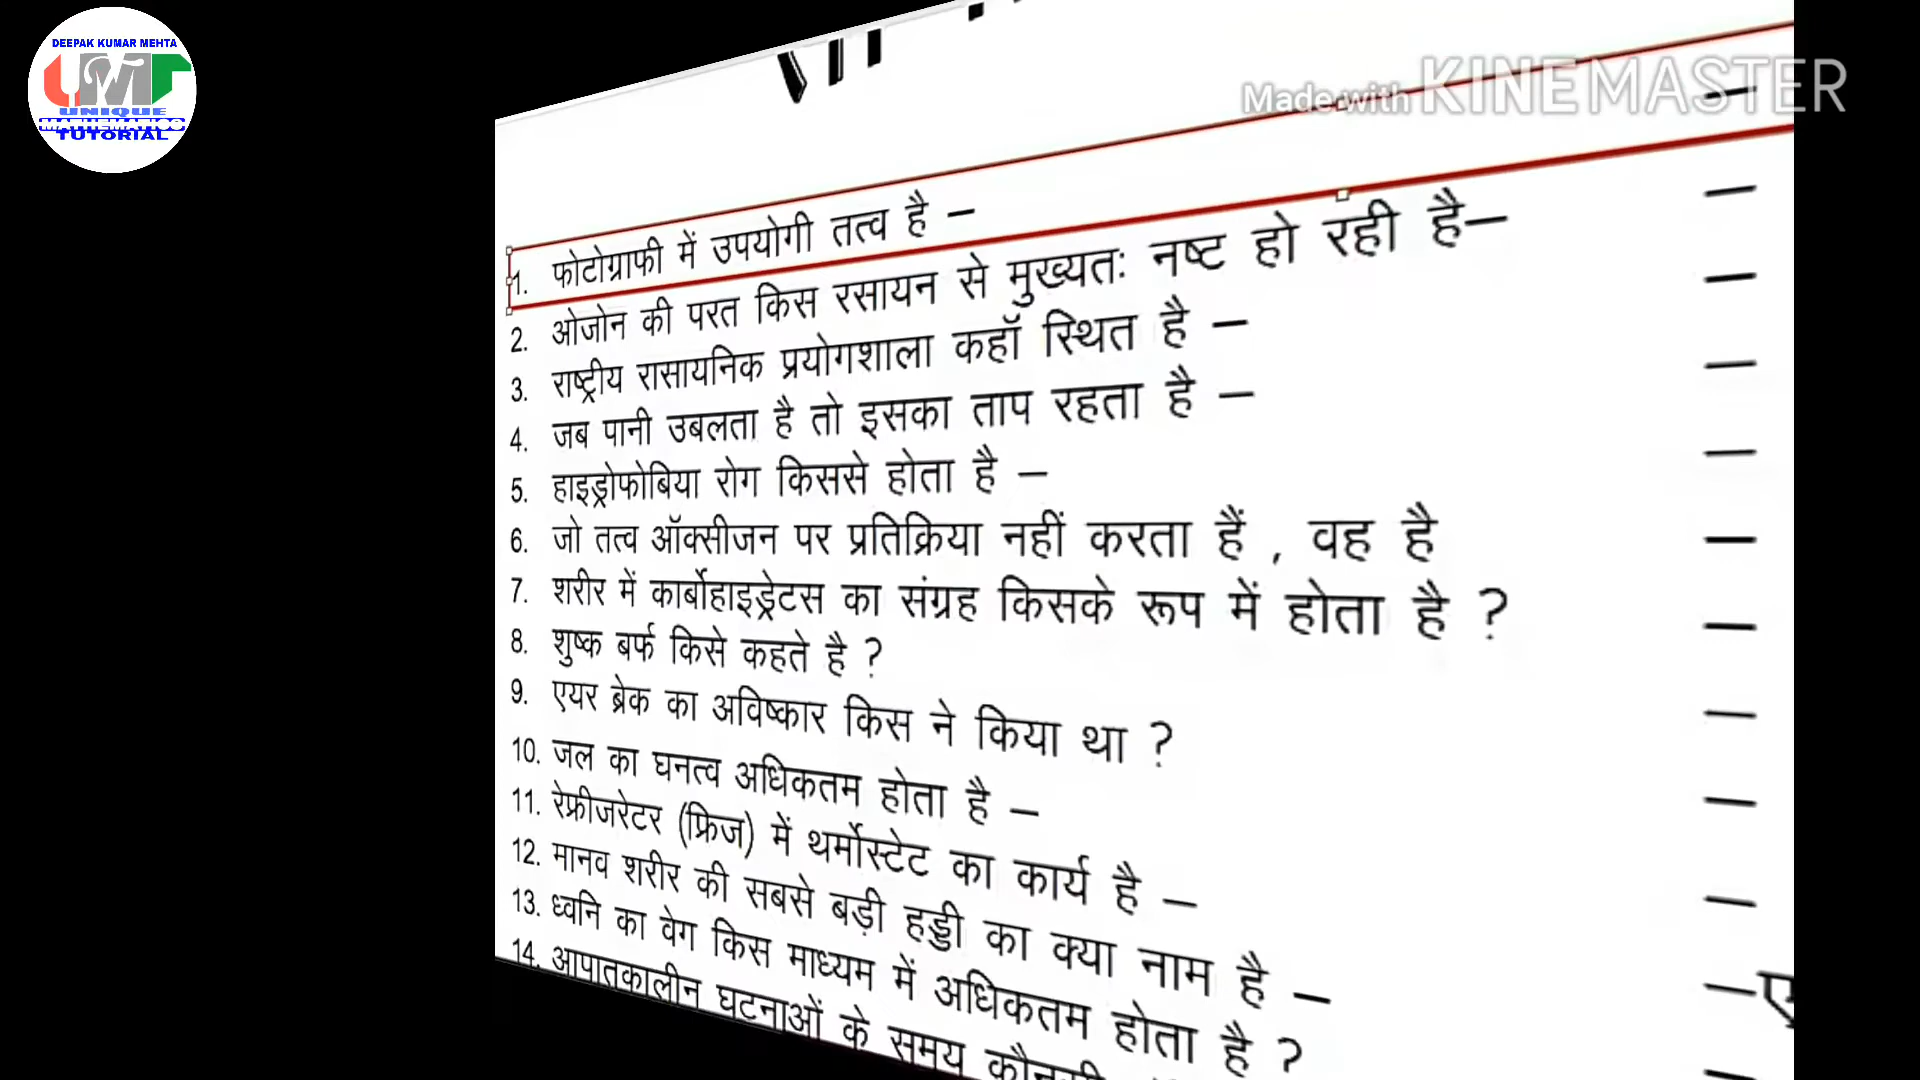 DEEPAK KUMAR MEHTA
UMT
UNIQUE
MATHEMATICS
TUTORIAL
Made with KINEMASTER
1. फोटोग्राफी में उपयोगी तत्व है –
2. ओजोन की परत किस रसायन से मुख्यतः नष्ट हो रही है–
3. राष्ट्रीय रासायनिक प्रयोगशाला कहाँ स्थित है –
4. जब पानी उबलता है तो इसका ताप रहता है –
5. हाइड्रोफोबिया रोग किससे होता है –
6. जो तत्व ऑक्सीजन पर प्रतिक्रिया नहीं करता हैं , वह है
7. शरीर में कार्बोहाइड्रेटस का संग्रह किसके रूप में होता है ?
8. शुष्क बर्फ किसे कहते है ?
9. एयर ब्रेक का अविष्कार किस ने किया था ?
10. जल का घनत्व अधिकतम होता है –
11. रेफ्रीजरेटर (फ्रिज) में थर्मोस्टेट का कार्य है –
12. मानव शरीर की सबसे बड़ी हड्डी का क्या नाम है –
13. ध्वनि का वेग किस माध्यम में अधिकतम होता है ?
14. आपातकालीन घटनाओं के समय